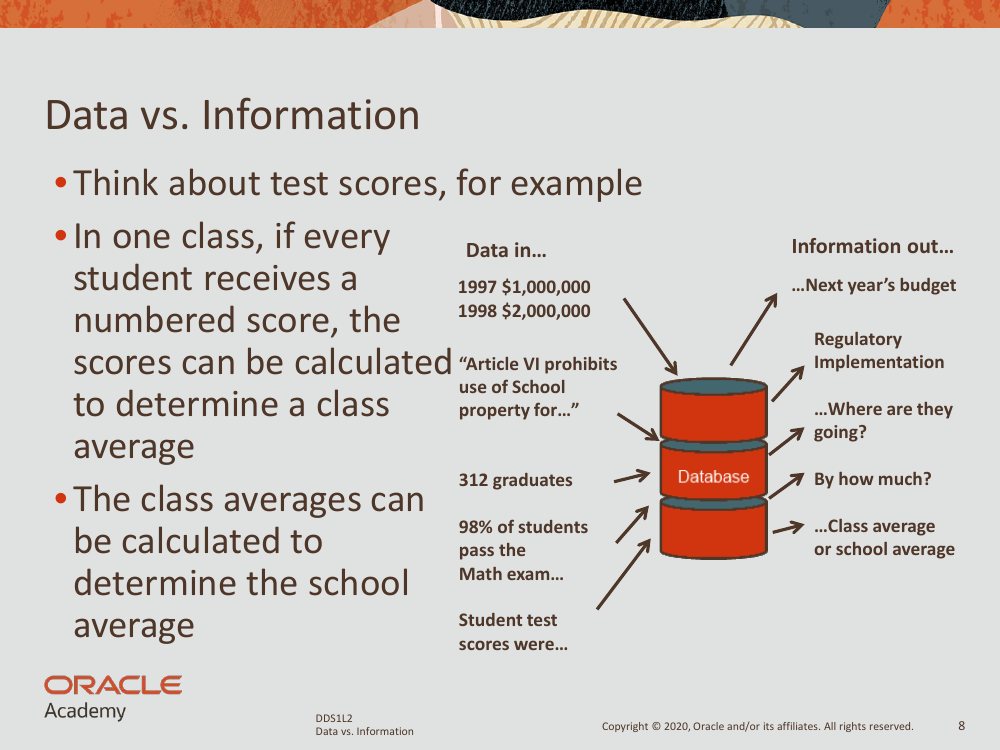 Data vs. Information
•Think about test scores, for example
•In one class, if every
student receives a
numbered score, the
scores can be calculated
to determine a class
average
•The class averages can
be calculated to
determine the school
average
Data in…
1997 $1,000,000
1998 $2,000,000
“Article VI prohibits
use of School
property for…”
312 graduates
98% of students
pass the
Math exam…
Student test
scores were…
Database
Information out…
…Next year’s budget
Regulatory
Implementation
…Where are they
going?
By how much?
…Class average
or school average
ORACLE
Academy
DDS1L2
Data vs. Information
Copyright © 2020, Oracle and/or its affiliates. All rights reserved.
8